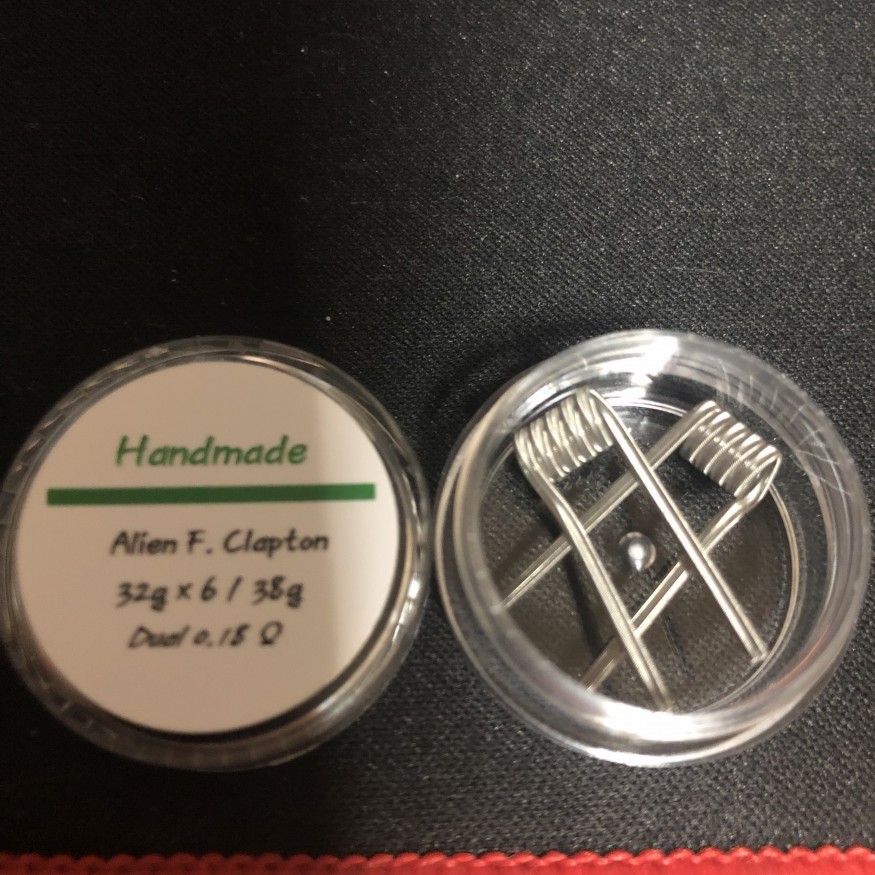 Handmade
Alien F. Clapton
32g x 6 / 38g
Dual 0.18 Ω